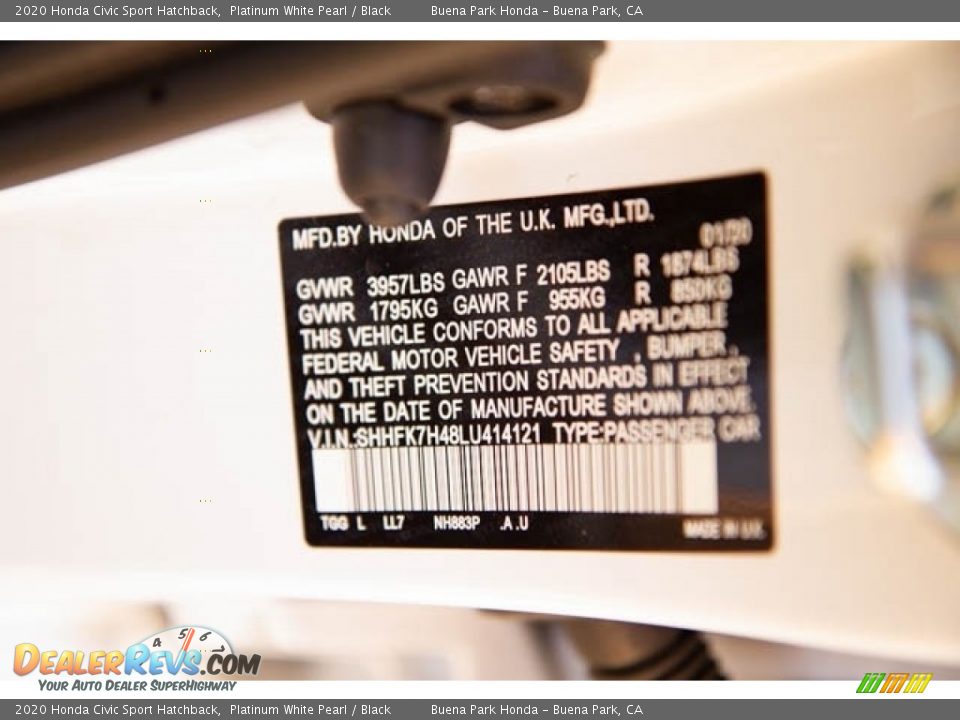 2020 Honda Civic Sport Hatchback, Platinum White Pearl / Black Buena Park Honda - Buena Park, CA
MFD.BY HONDA OF THE U.K. MFG.,LTD.
01/20
GVWR 3957LBS GAWR F 2105LBS R 1874LBS
GVWR 1795KG GAWR F 955KG R 850KG
THIS VEHICLE CONFORMS TO ALL APPLICABLE
FEDERAL MOTOR VEHICLE SAFETY , BUMPER ,
AND THEFT PREVENTION STANDARDS IN EFFECT
ON THE DATE OF MANUFACTURE SHOWN ABOVE.
V.I.N.:SHHFK7H48LU414121 TYPE:PASSENGER CAR
TGG L LL7 NH883P .A.U MADE IN U.K.
4 5 6
DealerRevs.com
Your Auto Dealer SuperHighway
2020 Honda Civic Sport Hatchback, Platinum White Pearl / Black Buena Park Honda - Buena Park, CA